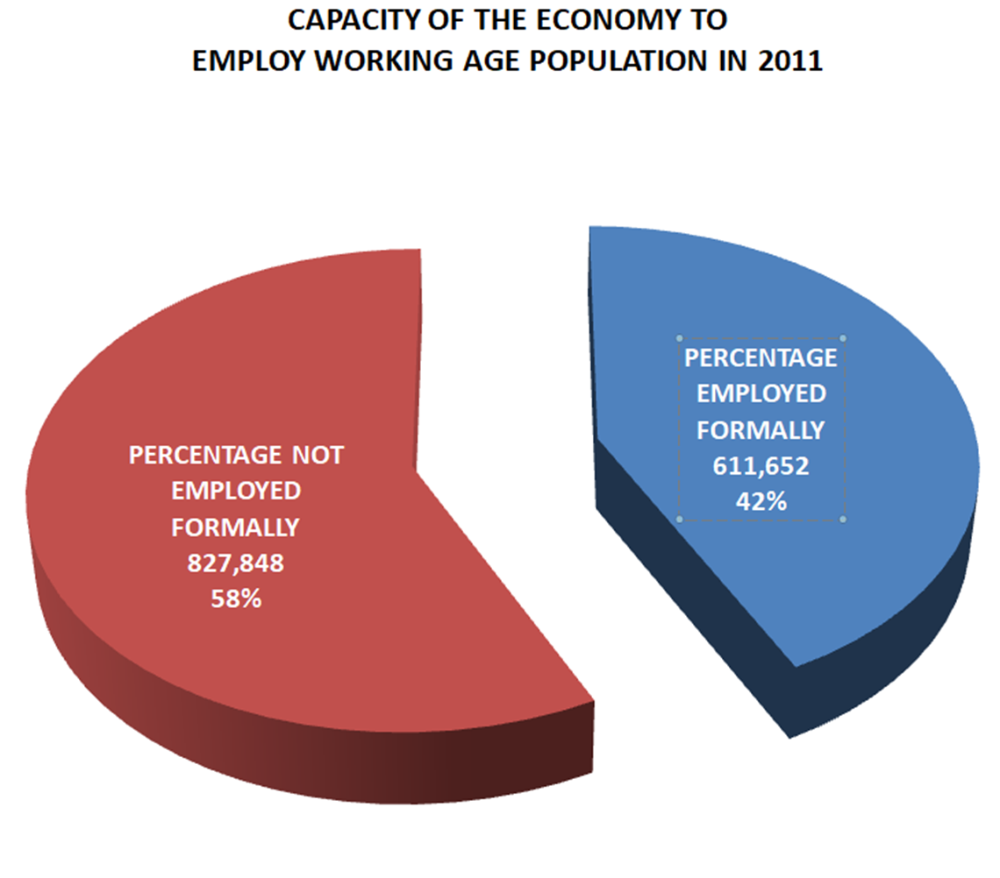 CAPACITY OF THE ECONOMY TO
EMPLOY WORKING AGE POPULATION IN 2011
PERCENTAGE
EMPLOYED
FORMALLY
611,652
42%
PERCENTAGE NOT
EMPLOYED
FORMALLY
827,848
58%